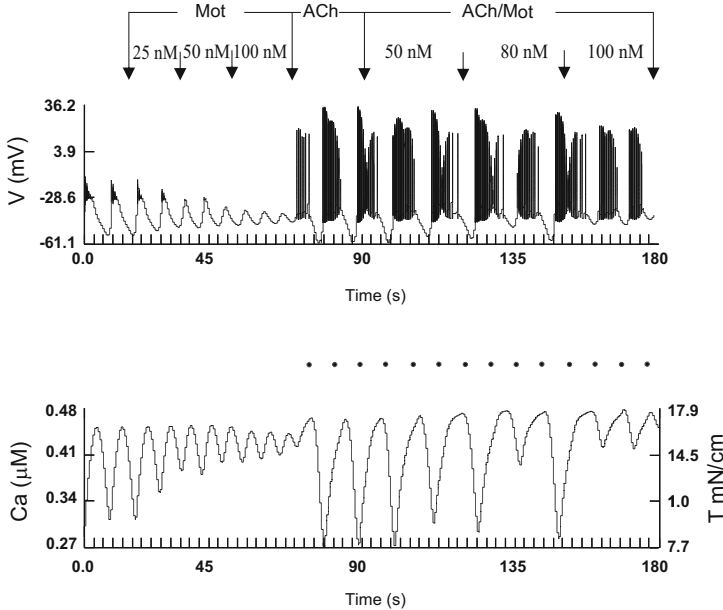 Mot ACh ACh/Mot
25 nM 50 nM 100 nM 50 nM 80 nM 100 nM
36.2
3.9
-28.6
-61.1
V (mV)
0.0 45 90 135 180
Time (s)
0.48
0.41
0.34
0.27
Ca (μM)
17.9
14.5
1.0
7.7
T mN/cm
0.0 45 90 135 180
Time (s)